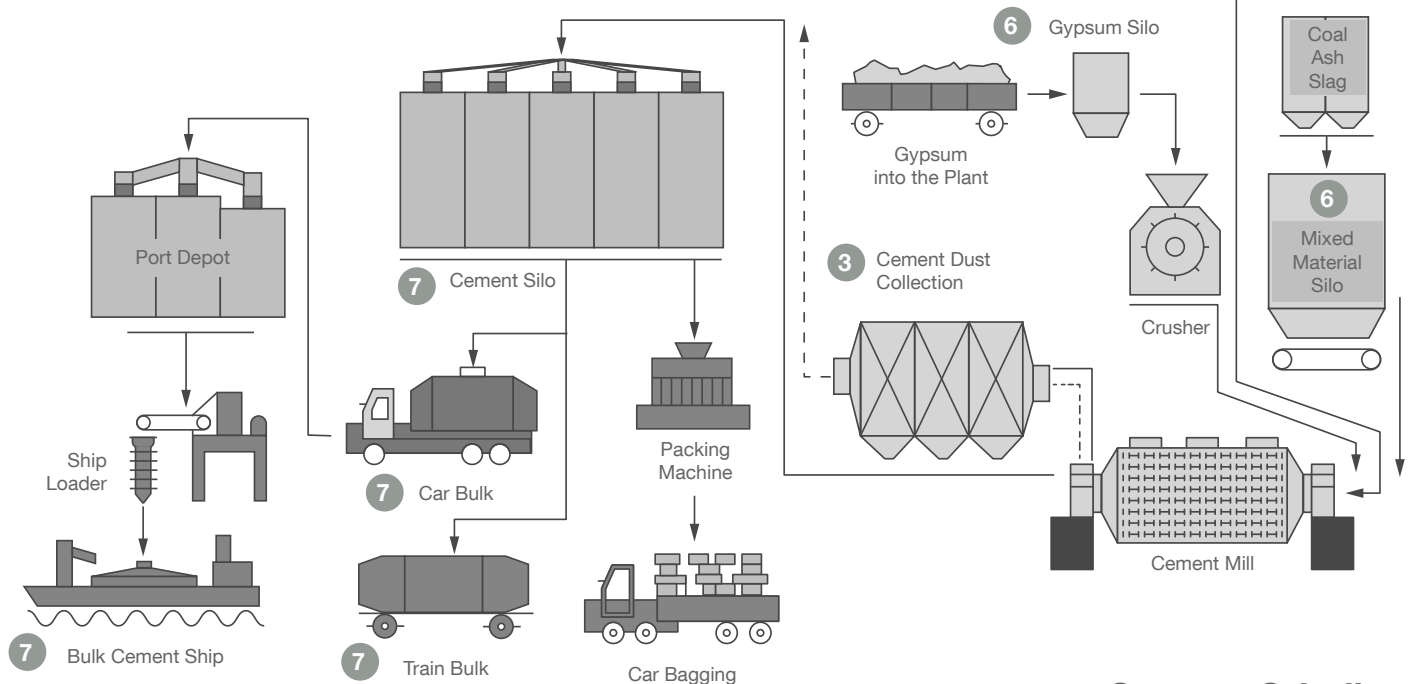 6
Gypsum Silo
Coal
Ash
Slag
Gypsum
into the Plant
6
Mixed
Material
Silo
Port Depot
3
Cement Dust
Collection
7
Cement Silo
Crusher
Ship
Loader
Packing
Machine
7
Car Bulk
Cement Mill
7
Bulk Cement Ship
7
Train Bulk
Car Bagging